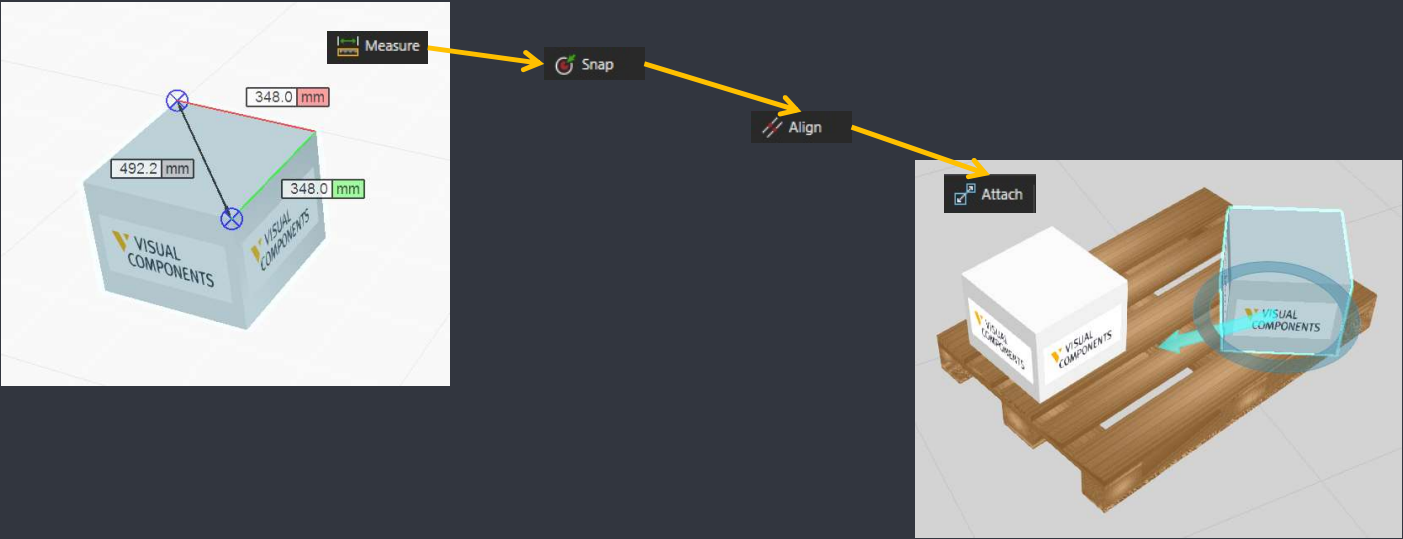 Measure
Snap
Align
Attach
348.0 mm
492.2 mm
348.0 mm
VISUAL
COMPONENTS
VISUAL
COMPONENTS
VISUAL
COMPONENTS
VISUAL
COMPONENTS
VISUAL
COMPONENTS